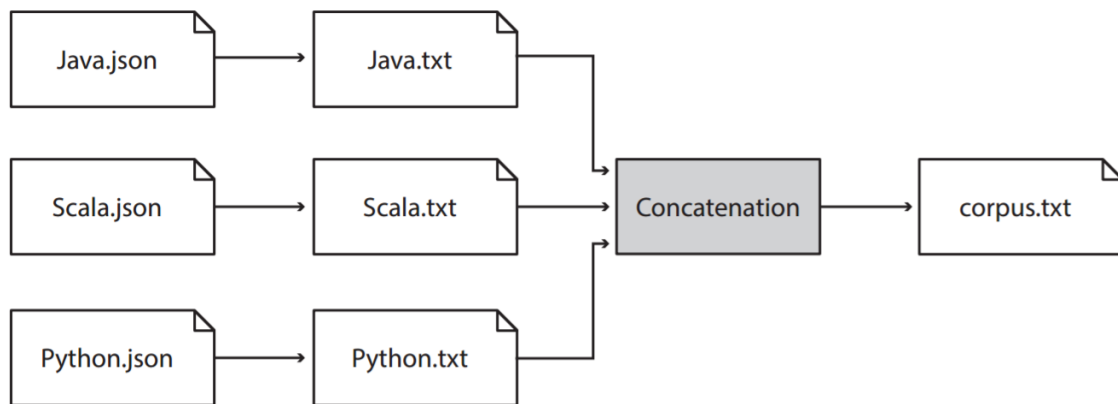 Java.json
Java.txt
Scala.json
Scala.txt
Concatenation
corpus.txt
Python.json
Python.txt